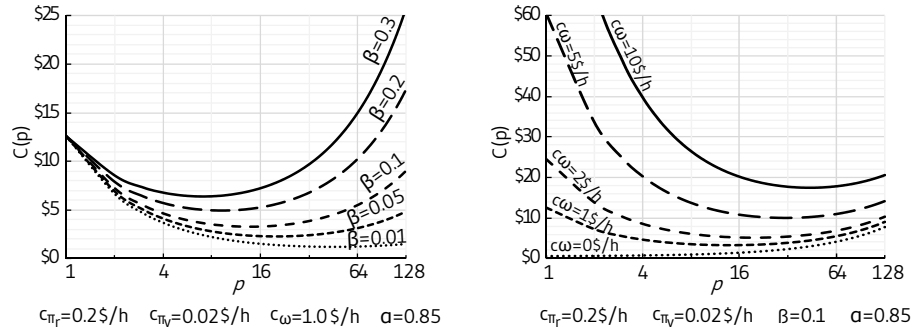 $25
$20
$15
$10
$5
$0
C(p)
β=0.3
β=0.2
β=0.1
β=0.05
β=0.01
1 4 16 64 128
p
cπr=0.2$/h cπv=0.02$/h cω=1.0$/h α=0.85
$60
$50
$40
$30
$20
$10
$0
C(p)
cω=10$/h
cω=5$/h
cω=2$/h
cω=1$/h
cω=0$/h
1 4 16 64 128
p
cπr=0.2$/h cπv=0.02$/h β=0.1 α=0.85